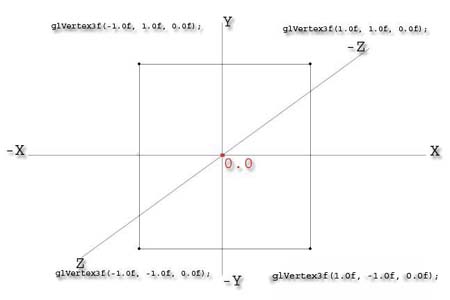 glVertex3f(-1.0f, 1.0f, 0.0f);
Y
glVertex3f(1.0f, 1.0f, 0.0f);
-Z
-X
X
0.0
Z
glVertex3f(-1.0f, -1.0f, 0.0f);
-Y
glVertex3f(1.0f, -1.0f, 0.0f);